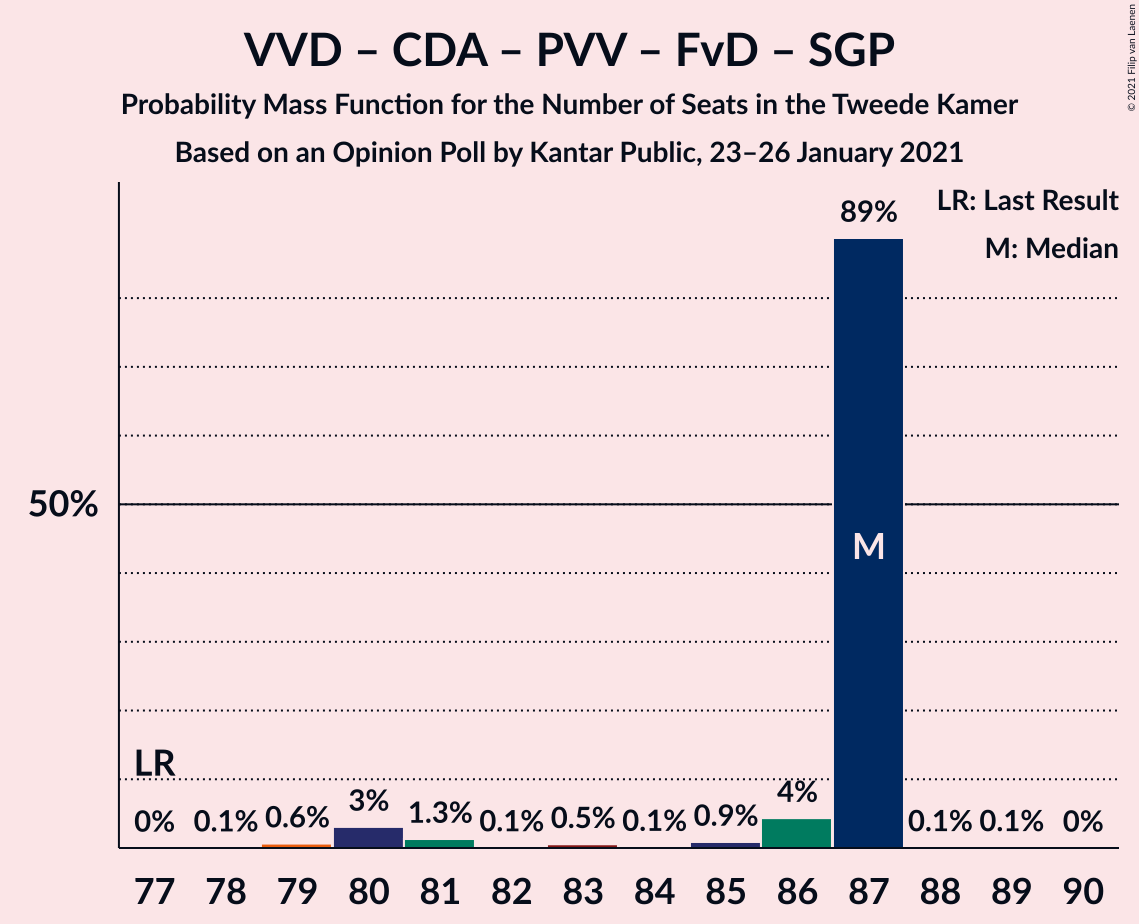 VVD – CDA – PVV – FvD – SGP
Probability Mass Function for the Number of Seats in the Tweede Kamer
Based on an Opinion Poll by Kantar Public, 23–26 January 2021
© 2021 Filip van Laenen
LR: Last Result
M: Median
89%
50%
M
LR
0% 0.1% 0.6% 3% 1.3% 0.1% 0.5% 0.1% 0.9% 4% 0.1% 0.1% 0%
77 78 79 80 81 82 83 84 85 86 87 88 89 90